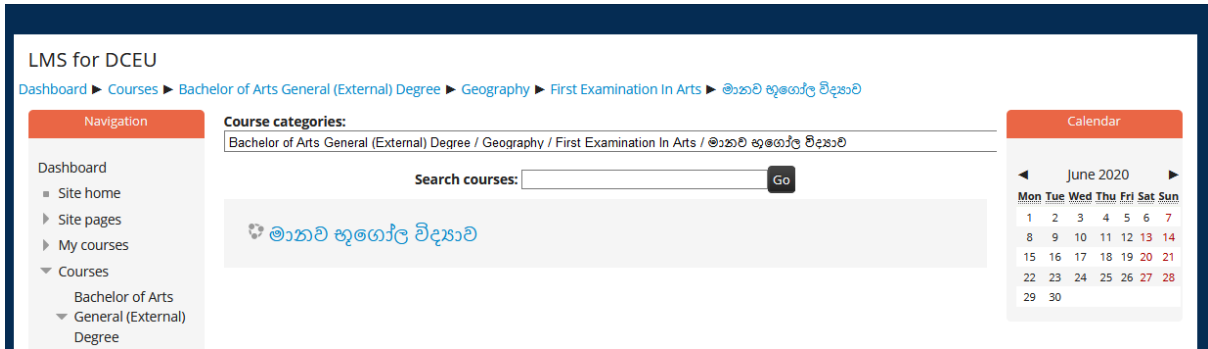 LMS for DCEU
Dashboard ► Courses ► Bachelor of Arts General (External) Degree ► Geography ► First Examination In Arts ► මානව භූගෝල විද්‍යාව
Navigation
Dashboard
Site home
Site pages
My courses
Courses
Bachelor of Arts
General (External)
Degree
Course categories:
Bachelor of Arts General (External) Degree / Geography / First Examination In Arts / මානව භූගෝල විද්‍යාව
Search courses: Go
මානව භූගෝල විද්‍යාව
Calendar
◄ June 2020 ►
Mon Tue Wed Thu Fri Sat Sun
1 2 3 4 5 6 7
8 9 10 11 12 13 14
15 16 17 18 19 20 21
22 23 24 25 26 27 28
29 30